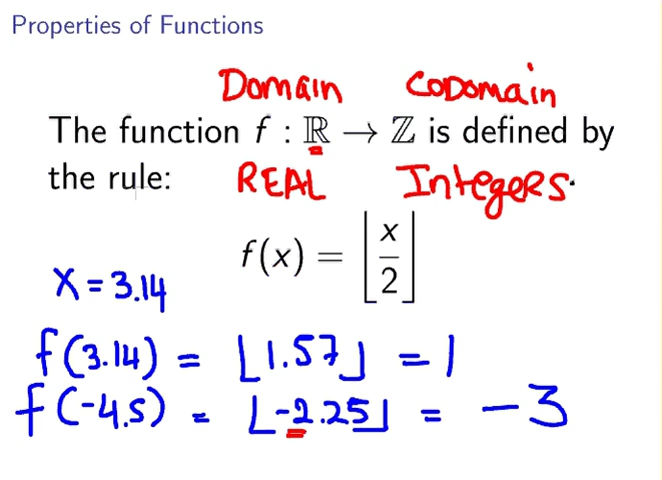 Properties of Functions
Domain Codomain
The function f : ℝ → ℤ is defined by
the rule: REAL Integers.
f(x) = ⌊x/2⌋
x = 3.14
f(3.14) = ⌊1.57⌋ = 1
f(-4.5) = ⌊-2.25⌋ = -3